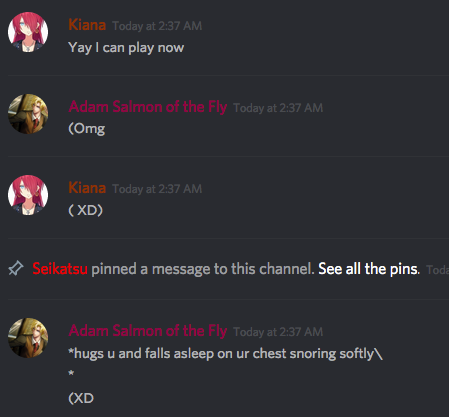 Kiana Today at 2:37 AM
Yay I can play now
Adam Salmon of the Fly Today at 2:37 AM
(Omg
Kiana Today at 2:37 AM
( XD)
Seikatsu pinned a message to this channel. See all the pins. Toda
Adam Salmon of the Fly Today at 2:37 AM
*hugs u and falls asleep on ur chest snoring softly\
*
(XD